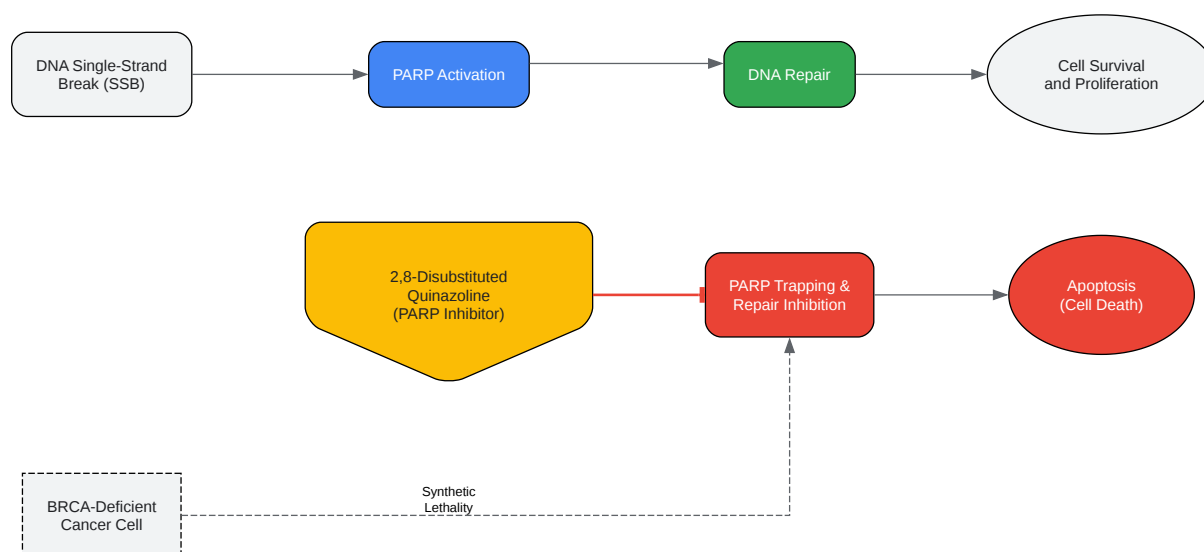 DNA Single-Strand
Break (SSB)
PARP Activation
DNA Repair
Cell Survival
and Proliferation
2,8-Disubstituted
Quinazoline
(PARP Inhibitor)
PARP Trapping &
Repair Inhibition
Apoptosis
(Cell Death)
Synthetic
Lethality
BRCA-Deficient
Cancer Cell